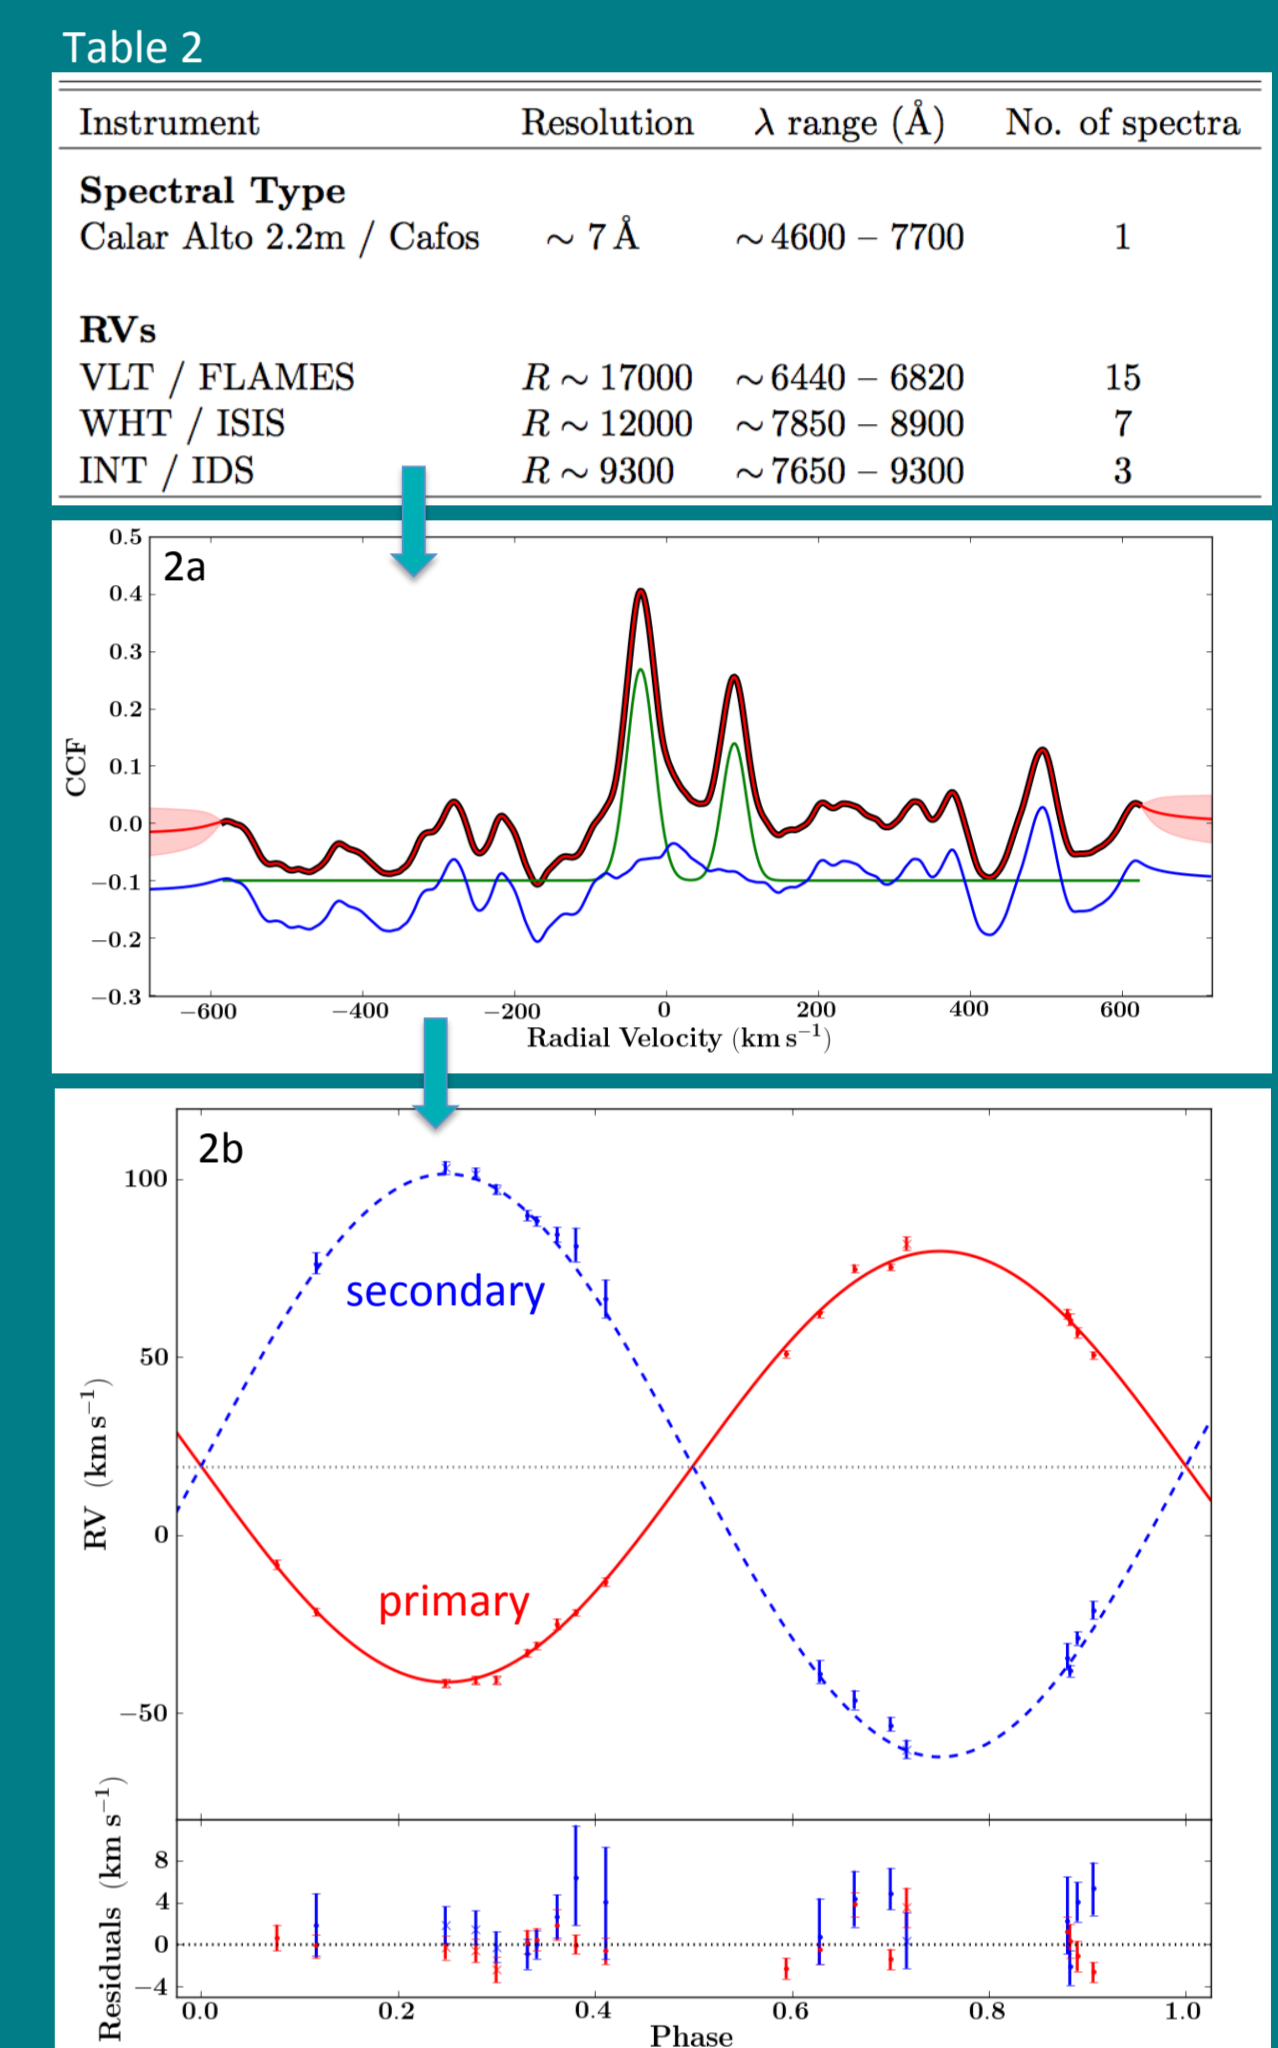 Table 2
Instrument Resolution λ range (Å) No. of spectra
Spectral Type
Calar Alto 2.2m / Cafos ∼ 7 Å ∼ 4600 – 7700 1
RVs
VLT / FLAMES R ∼ 17000 ∼ 6440 – 6820 15
WHT / ISIS R ∼ 12000 ∼ 7850 – 8900 7
INT / IDS R ∼ 9300 ∼ 7650 – 9300 3
2a
0.5
0.4
0.3
0.2
0.1
0.0
−0.1
−0.2
−0.3
CCF
−600 −400 −200 0 200 400 600
Radial Velocity (km s⁻¹)
2b
100
50
0
−50
RV (km s⁻¹)
secondary
primary
8
4
0
−4
Residuals (km s⁻¹)
0.0 0.2 0.4 0.6 0.8 1.0
Phase